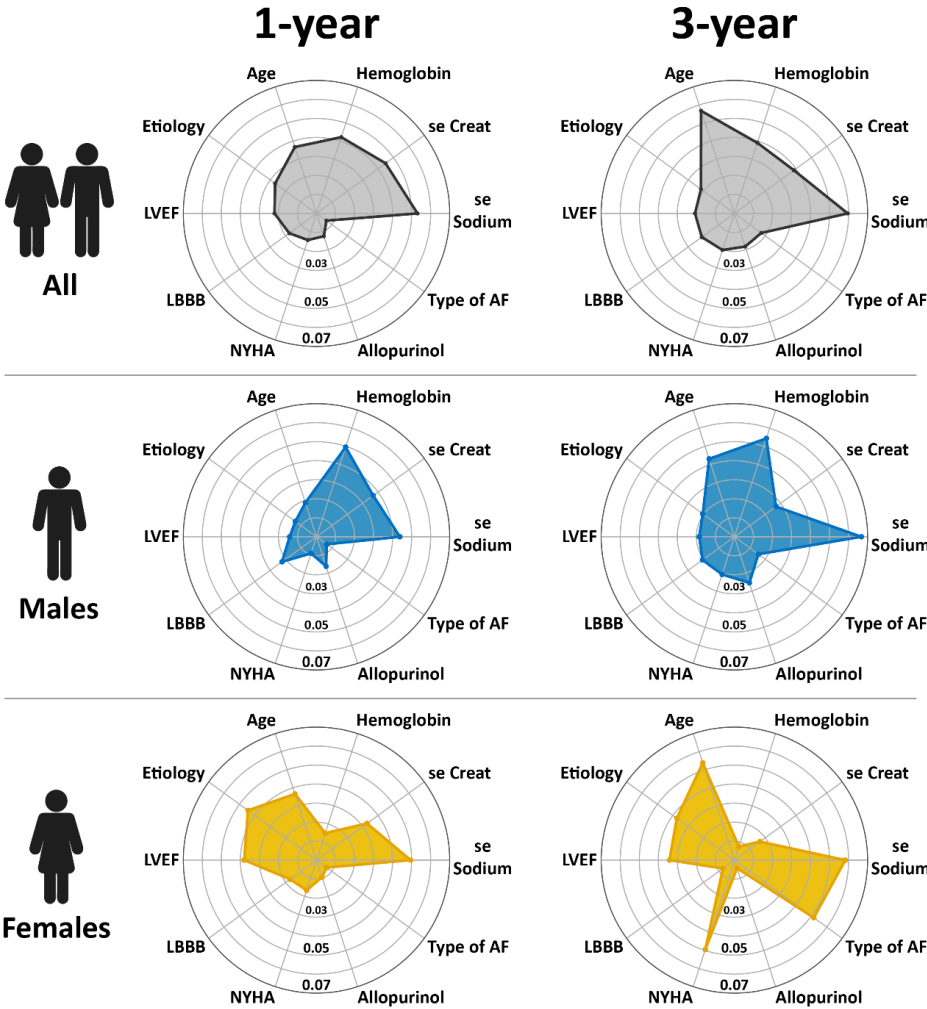 1-year
3-year
Age
Hemoglobin
Etiology
se Creat
LVEF
se
Sodium
LBBB
Type of AF
NYHA
Allopurinol
0.03
0.05
0.07
Age
Hemoglobin
Etiology
se Creat
LVEF
se
Sodium
LBBB
Type of AF
NYHA
Allopurinol
0.03
0.05
0.07
All
Age
Hemoglobin
Etiology
se Creat
LVEF
se
Sodium
LBBB
Type of AF
NYHA
Allopurinol
0.03
0.05
0.07
Age
Hemoglobin
Etiology
se Creat
LVEF
se
Sodium
LBBB
Type of AF
NYHA
Allopurinol
0.03
0.05
0.07
Males
Age
Hemoglobin
Etiology
se Creat
LVEF
se
Sodium
LBBB
Type of AF
NYHA
Allopurinol
0.03
0.05
0.07
Age
Hemoglobin
Etiology
se Creat
LVEF
se
Sodium
LBBB
Type of AF
NYHA
Allopurinol
0.03
0.05
0.07
Females